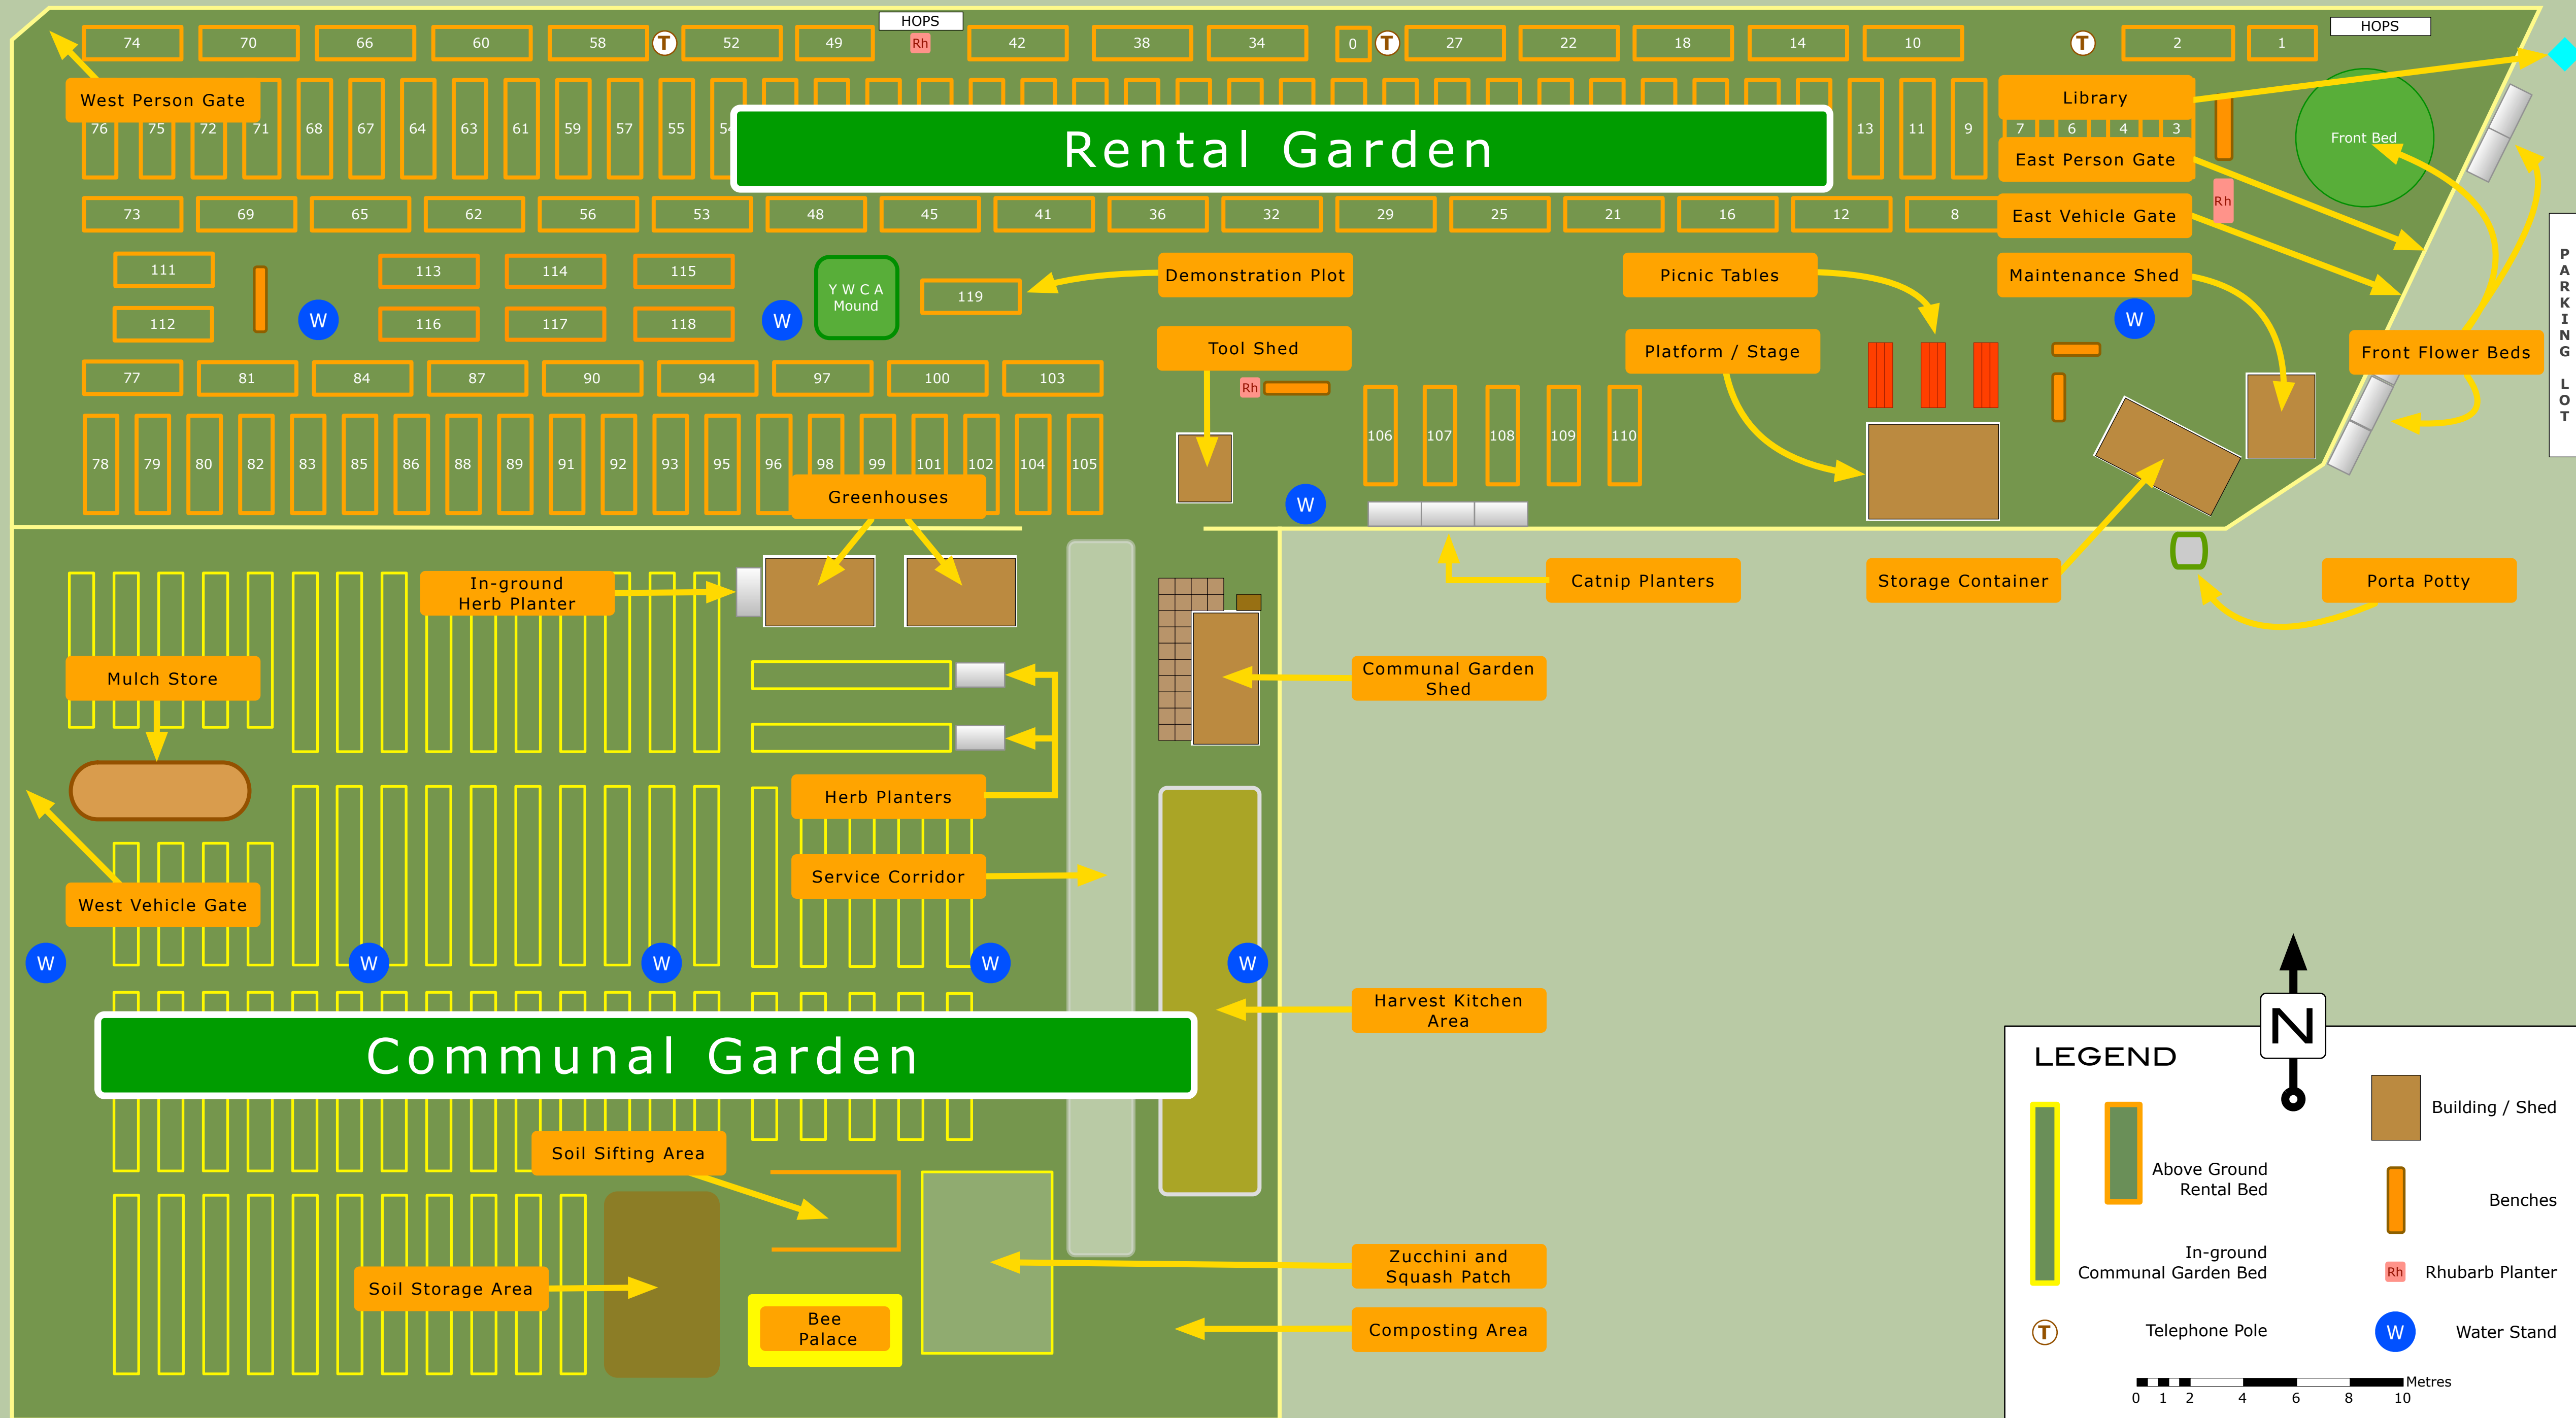 HOPS
HOPS
74
70
66
60
58
T
52
49
Rh
42
38
34
0
T
27
22
18
14
10
T
2
1
West Person Gate
76
75
72
71
68
67
64
63
61
59
57
55
Rental Garden
13
11
9
Library
7
6
4
3
Front Bed
East Person Gate
Rh
73
69
65
62
56
53
48
45
41
36
32
29
25
21
16
12
8
East Vehicle Gate
PARKING LOT
111
113
114
115
Y W C A
Mound
119
Demonstration Plot
Picnic Tables
Maintenance Shed
112
W
116
117
118
W
W
Tool Shed
Platform / Stage
Front Flower Beds
77
81
84
87
90
94
97
100
103
Rh
78
79
80
82
83
85
86
88
89
91
92
93
95
96
98
99
101
102
104
105
106
107
108
109
110
Greenhouses
W
In-ground
Herb Planter
Catnip Planters
Storage Container
Porta Potty
Mulch Store
Communal Garden
Shed
Herb Planters
Service Corridor
West Vehicle Gate
W
W
W
W
W
Harvest Kitchen
Area
Communal Garden
Soil Sifting Area
Zucchini and
Squash Patch
Soil Storage Area
Bee
Palace
Composting Area
N
LEGEND
Building / Shed
Above Ground
Rental Bed
Benches
In-ground
Communal Garden Bed
Rh
Rhubarb Planter
T
Telephone Pole
W
Water Stand
Metres
0 1 2 4 6 8 10